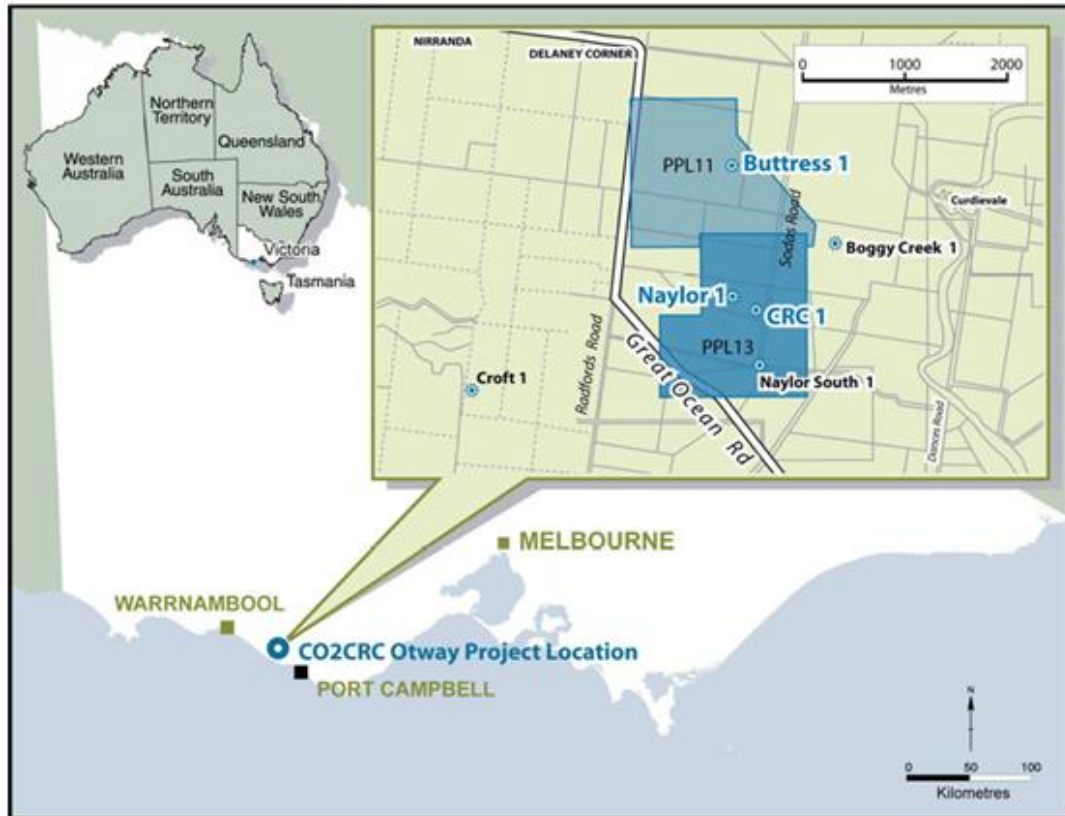 NIRRANDA
DELANEY CORNER
0 1000 2000
Metres
Northern
Territory
Queensland
Western
Australia
South
Australia
New South
Wales
Victoria
Tasmania
PPL11
Buttress 1
Curdievale
Sodas Road
Boggy Creek 1
Naylor 1
CRC 1
PPL13
Naylor South 1
Croft 1
Radfords Road
Great Ocean Rd
Dances Road
MELBOURNE
WARRNAMBOOL
CO2CRC Otway Project Location
PORT CAMPBELL
N
0 50 100
Kilometres